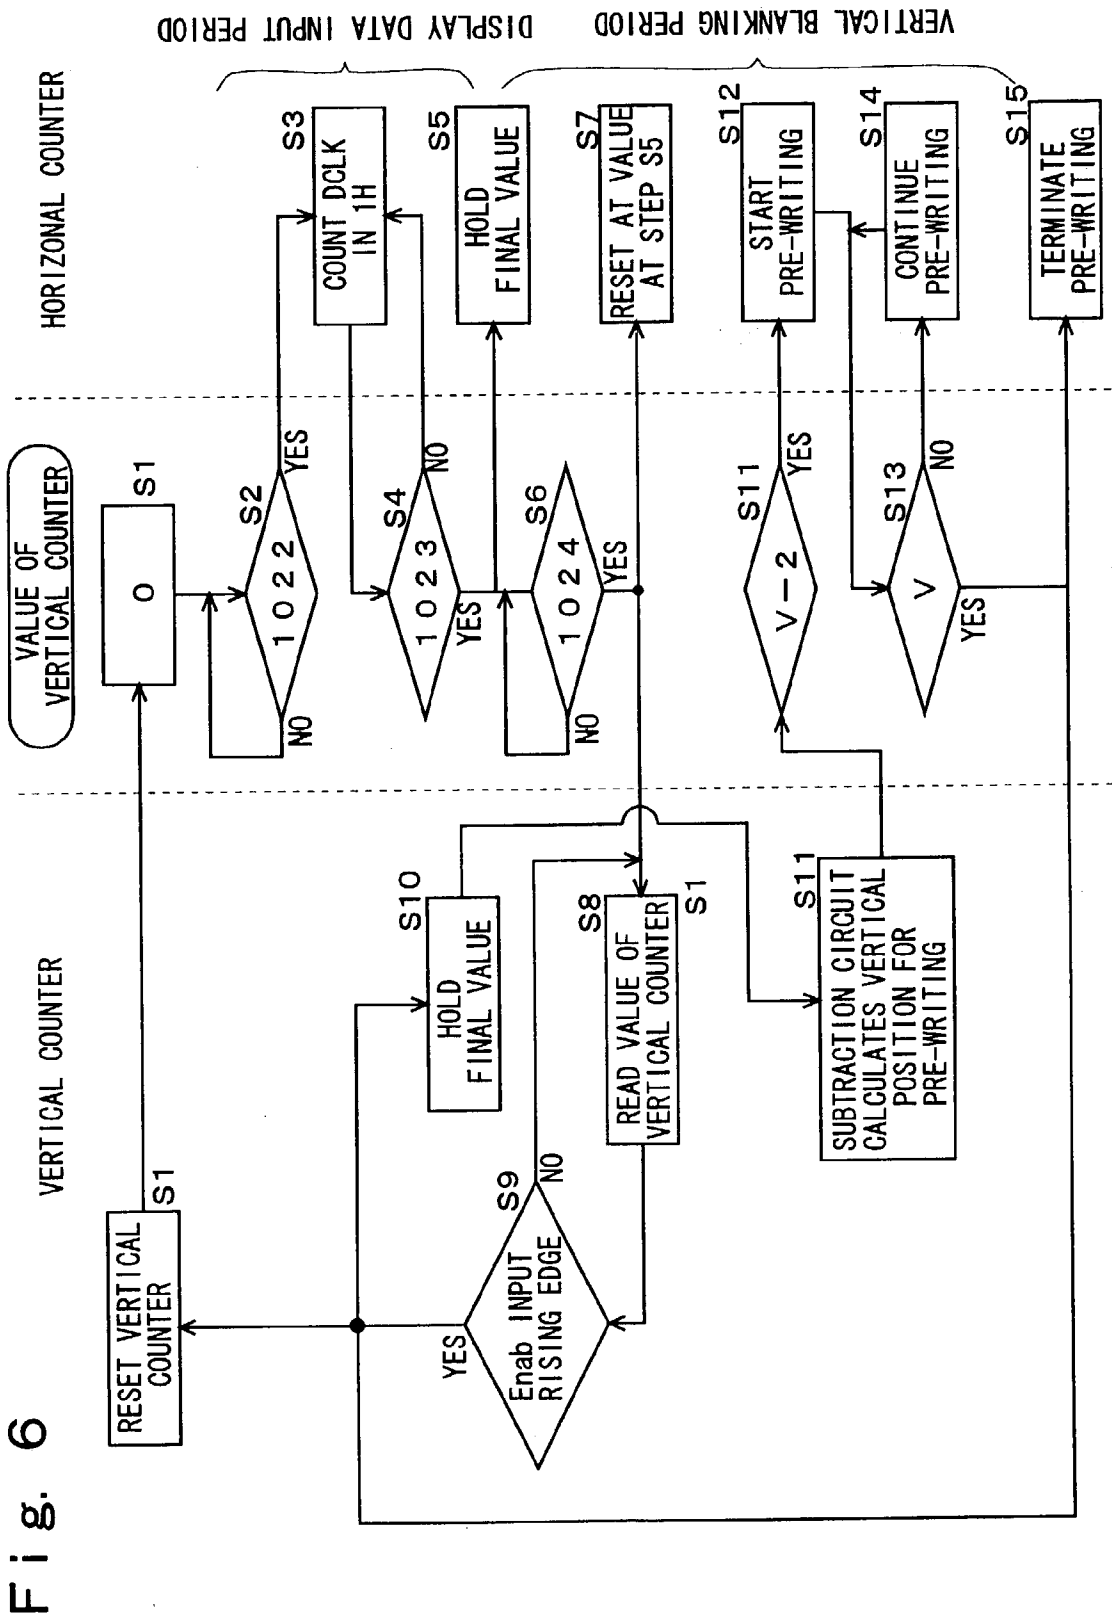 Fig. 6
VERTICAL COUNTER
VALUE OF
VERTICAL COUNTER
HORIZONAL COUNTER
RESET VERTICAL
COUNTER
S1
0
S1
1022
S2
YES
NO
COUNT DCLK
IN 1H
S3
1023
S4
NO
YES
HOLD
FINAL VALUE
S5
1024
S6
YES
NO
RESET AT VALUE
AT STEP S5
S7
READ VALUE OF
VERTICAL COUNTER
S8
S1
Enab INPUT
RISING EDGE
S9
YES
NO
HOLD
FINAL VALUE
S10
SUBTRACTION CIRCUIT
CALCULATES VERTICAL
POSITION FOR
PRE-WRITING
S11
V-2
S11
YES
START
PRE-WRITING
S12
V
S13
NO
YES
CONTINUE
PRE-WRITING
S14
TERMINATE
PRE-WRITING
S15
DISPLAY DATA INPUT PERIOD
VERTICAL BLANKING PERIOD